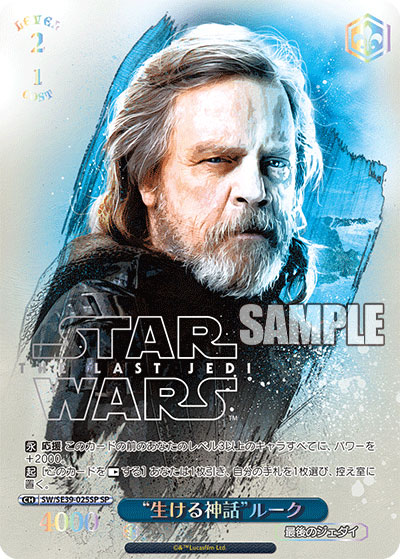 LEVEL
2
1
COST
STAR
THE LAST JEDI
WARS
TM
SAMPLE
永 応援 このカードの前のあなたのレベル3以上のキャラすべてに、パワーを
+2000。
起 [このカードをする] あなたは1枚引き、自分の手札を1枚選び、控え室に
置く。
CH SW/SE39-025SP SP
4000
“生ける神話”ルーク
最後のジェダイ
©&™Lucasfilm Ltd.